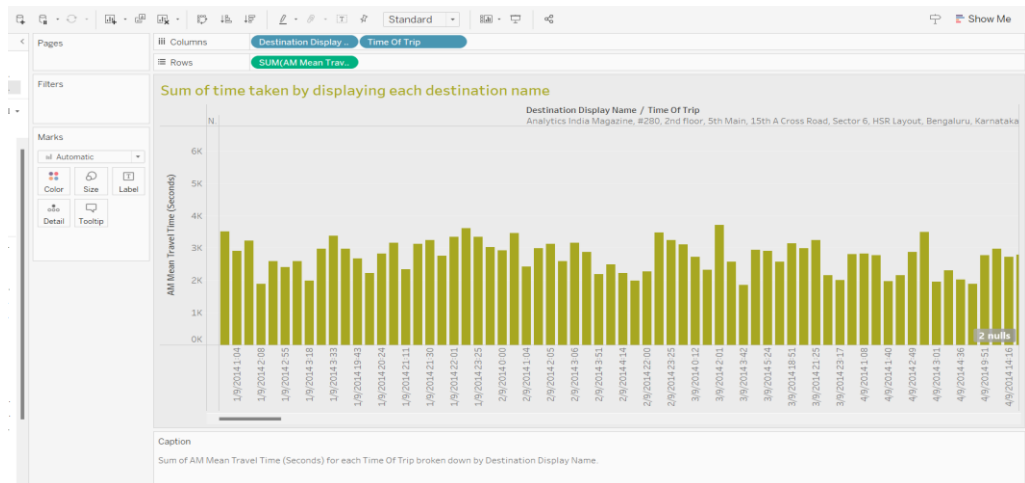 Standard
Show Me
Pages
iii Columns
Destination Display ..
Time Of Trip
Rows
SUM(AM Mean Trav..
Filters
Sum of time taken by displaying each destination name
Destination Display Name / Time Of Trip
N.
Analytics India Magazine, #280, 2nd floor, 5th Main, 15th A Cross Road, Sector 6, HSR Layout, Bengaluru, Karnataka
Marks
Automatic
Color
Size
Label
Detail
Tooltip
AM Mean Travel Time (Seconds)
6K
5K
4K
3K
2K
1K
0K
2 nulls
1/9/2014 1:04
1/9/2014 2:08
1/9/2014 2:55
1/9/2014 3:18
1/9/2014 3:33
1/9/2014 19:43
1/9/2014 20:24
1/9/2014 21:11
1/9/2014 21:30
1/9/2014 22:01
1/9/2014 23:25
2/9/2014 0:00
2/9/2014 1:04
2/9/2014 2:05
2/9/2014 3:06
2/9/2014 3:51
2/9/2014 4:14
2/9/2014 22:00
2/9/2014 23:25
3/9/2014 0:12
3/9/2014 2:01
3/9/2014 3:42
3/9/2014 5:24
3/9/2014 18:51
3/9/2014 21:25
3/9/2014 23:17
4/9/2014 1:08
4/9/2014 1:40
4/9/2014 2:49
4/9/2014 3:01
4/9/2014 4:36
4/9/2014 9:51
4/9/2014 14:16
Caption
Sum of AM Mean Travel Time (Seconds) for each Time Of Trip broken down by Destination Display Name.